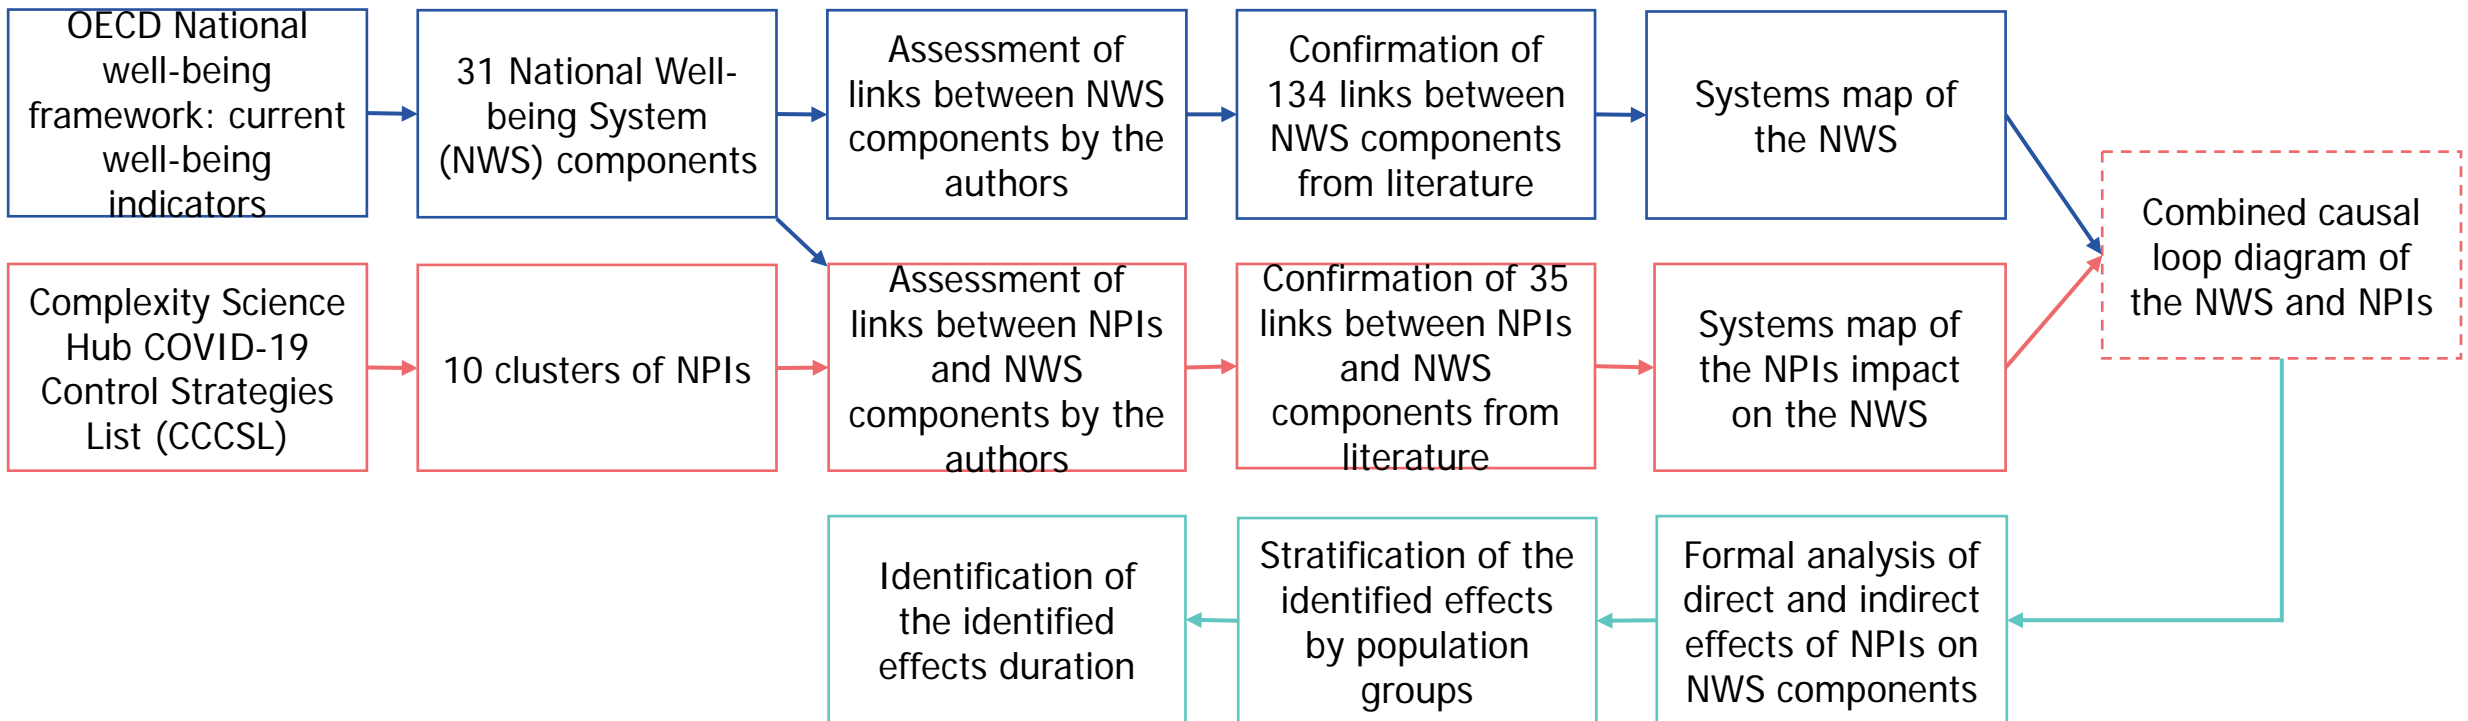 OECD National
well-being
framework: current
well-being
indicators
31 National Well-
being System
(NWS) components
Assessment of
links between NWS
components by the
authors
Confirmation of
134 links between
NWS components
from literature
Systems map of
the NWS
Combined causal
loop diagram of
the NWS and NPIs
Complexity Science
Hub COVID-19
Control Strategies
List (CCCSL)
10 clusters of NPIs
Assessment of
links between NPIs
and NWS
components by the
authors
Confirmation of 35
links between NPIs
and NWS
components from
literature
Systems map of
the NPIs impact
on the NWS
Identification of
the identified
effects duration
Stratification of the
identified effects
by population
groups
Formal analysis of
direct and indirect
effects of NPIs on
NWS components